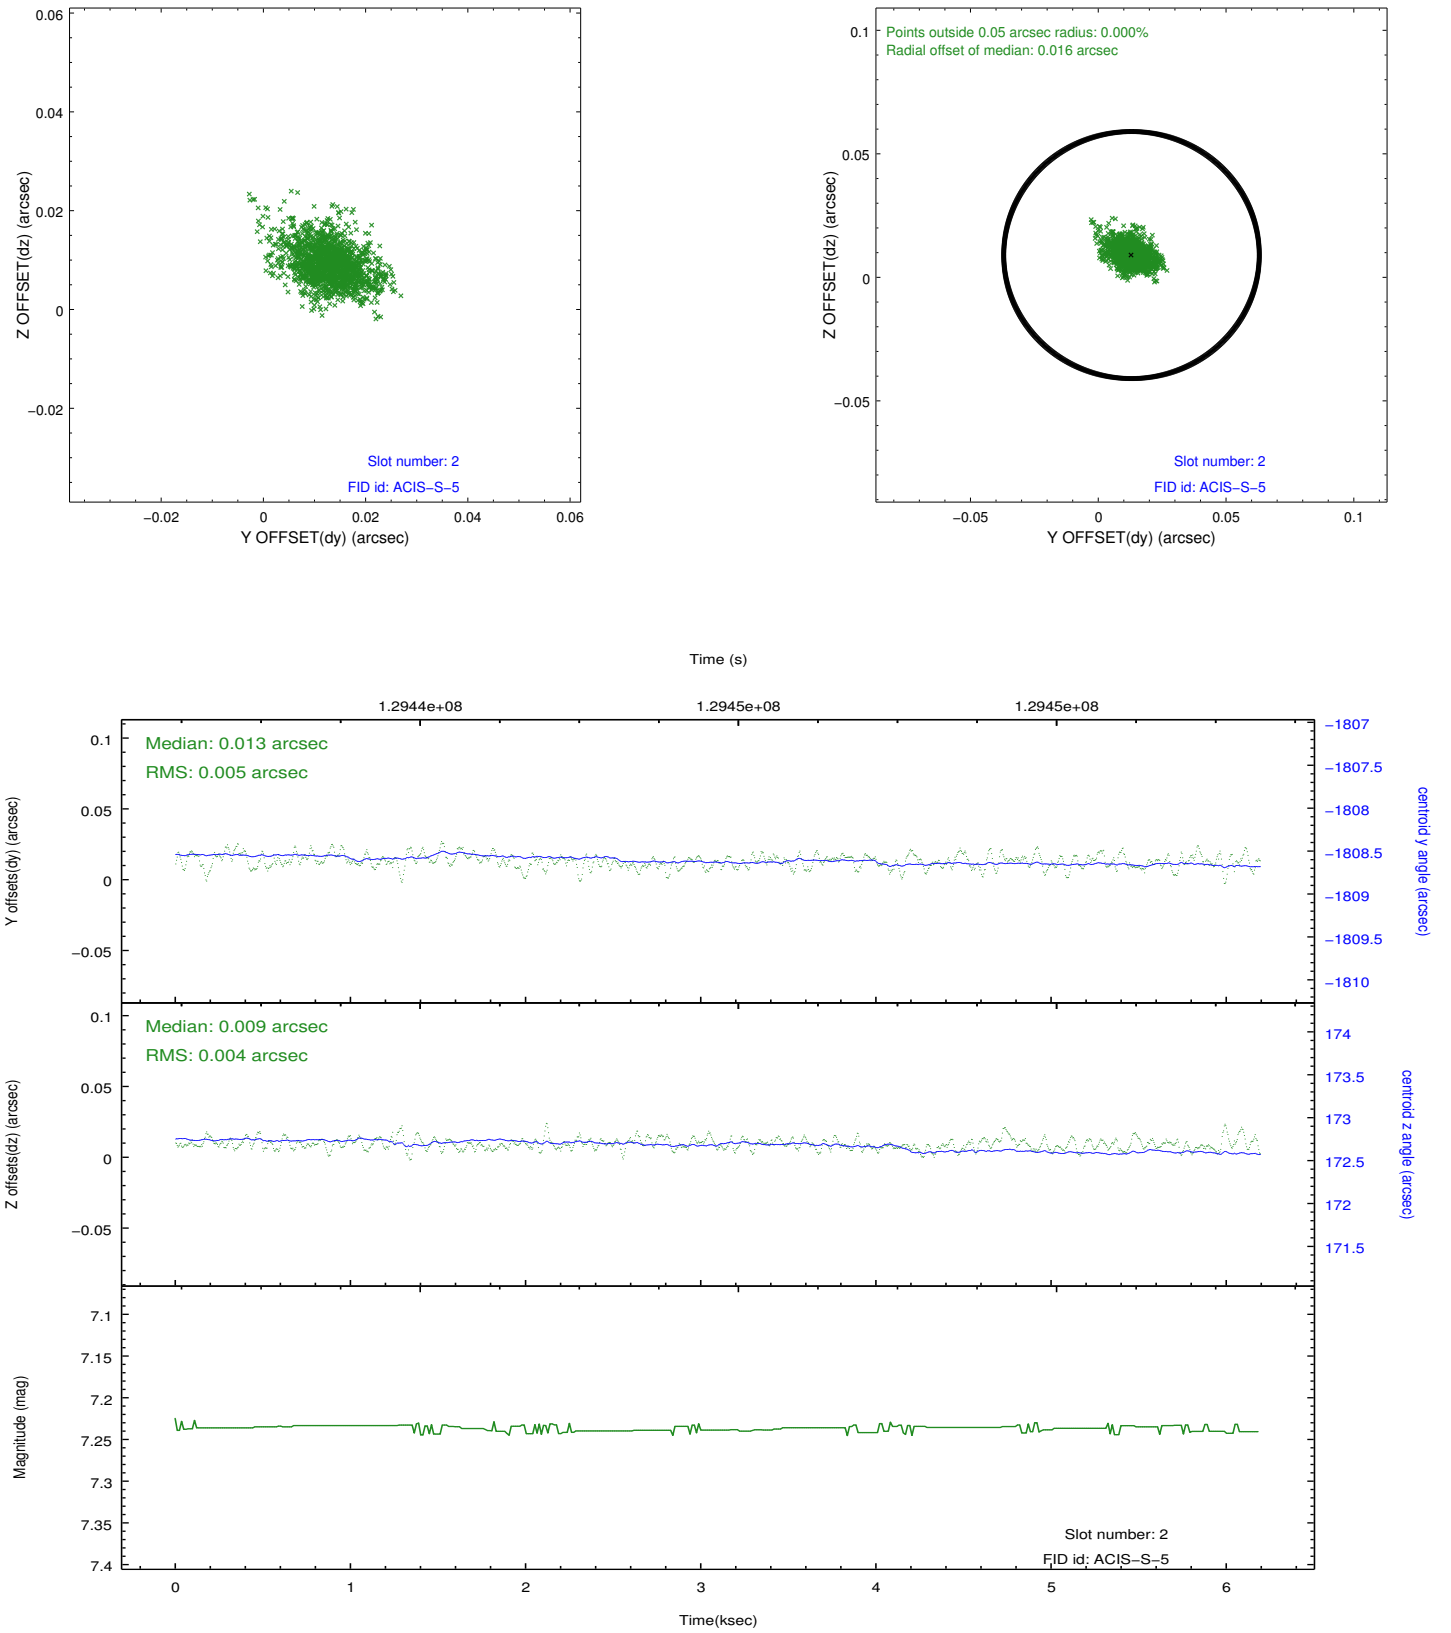 0.06
0.04
0.02
0
−0.02
Z OFFSET(dz) (arcsec)
Slot number: 2
FID id: ACIS−S−5
−0.02 0 0.02 0.04 0.06
Y OFFSET(dy) (arcsec)
Points outside 0.05 arcsec radius: 0.000%
Radial offset of median: 0.016 arcsec
0.1
0.05
0
−0.05
Z OFFSET(dz) (arcsec)
Slot number: 2
FID id: ACIS−S−5
−0.05 0 0.05 0.1
Y OFFSET(dy) (arcsec)
Time (s)
1.2944e+08 1.2945e+08 1.2945e+08
Median: 0.013 arcsec
RMS: 0.005 arcsec
0.1
0.05
0
−0.05
Y offsets(dy) (arcsec)
−1807
−1807.5
−1808
−1808.5
−1809
−1809.5
−1810
centroid y angle (arcsec)
Median: 0.009 arcsec
RMS: 0.004 arcsec
0.1
0.05
0
−0.05
Z offsets(dz) (arcsec)
174
173.5
173
172.5
172
171.5
centroid z angle (arcsec)
7.1
7.15
7.2
7.25
7.3
7.35
7.4
Magnitude (mag)
Slot number: 2
FID id: ACIS−S−5
0 1 2 3 4 5 6
Time(ksec)